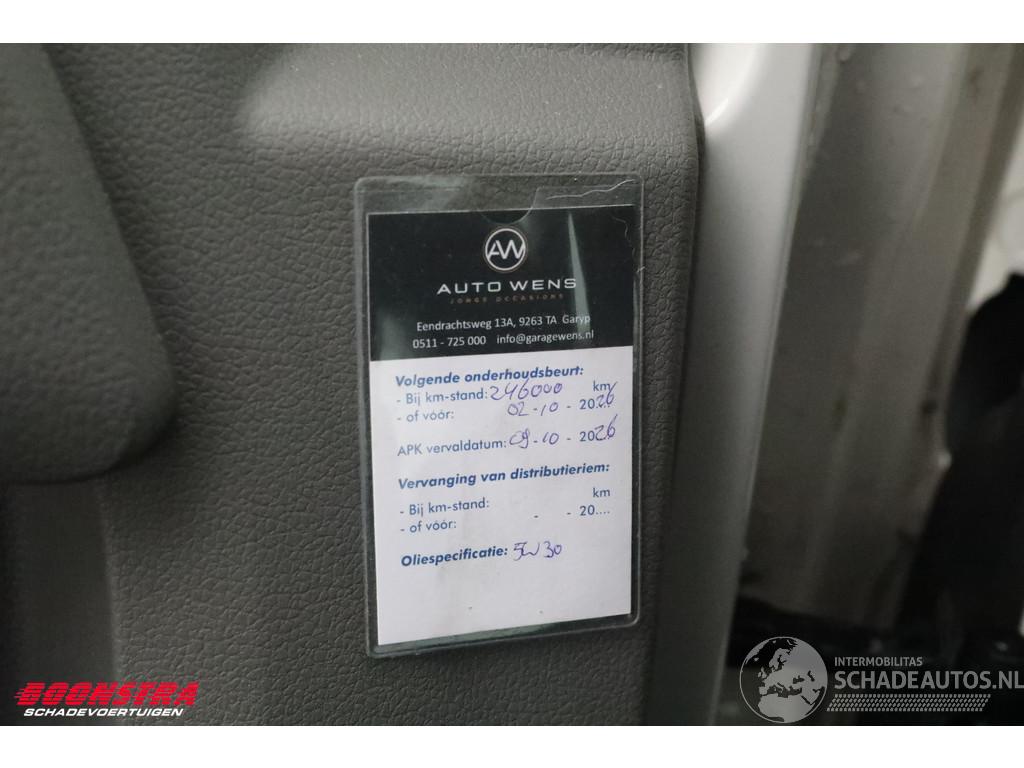 AW
AUTO WENS
JONGE OCCASIONS
Eendrachtsweg 13A, 9263 TA Garyp
0511 - 725 000 info@garagewens.nl
Volgende onderhoudsbeurt:
- Bij km-stand: 246000 km
- of vóór: 02-10 - 2026
APK vervaldatum: 09-10 - 2026
Vervanging van distributieriem:
- Bij km-stand: km
- of vóór: - - 20....
Oliespecificatie: 5W30
BOONSTRA
SCHADEVOERTUIGEN
INTERMOBILITAS
SCHADEAUTOS.NL